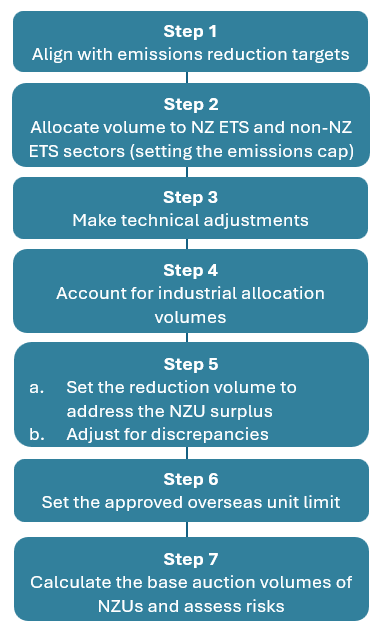 Step 1
Align with emissions reduction targets
Step 2
Allocate volume to NZ ETS and non-NZ
ETS sectors (setting the emissions cap)
Step 3
Make technical adjustments
Step 4
Account for industrial allocation
volumes
Step 5
a. Set the reduction volume to
address the NZU surplus
b. Adjust for discrepancies
Step 6
Set the approved overseas unit limit
Step 7
Calculate the base auction volumes of
NZUs and assess risks